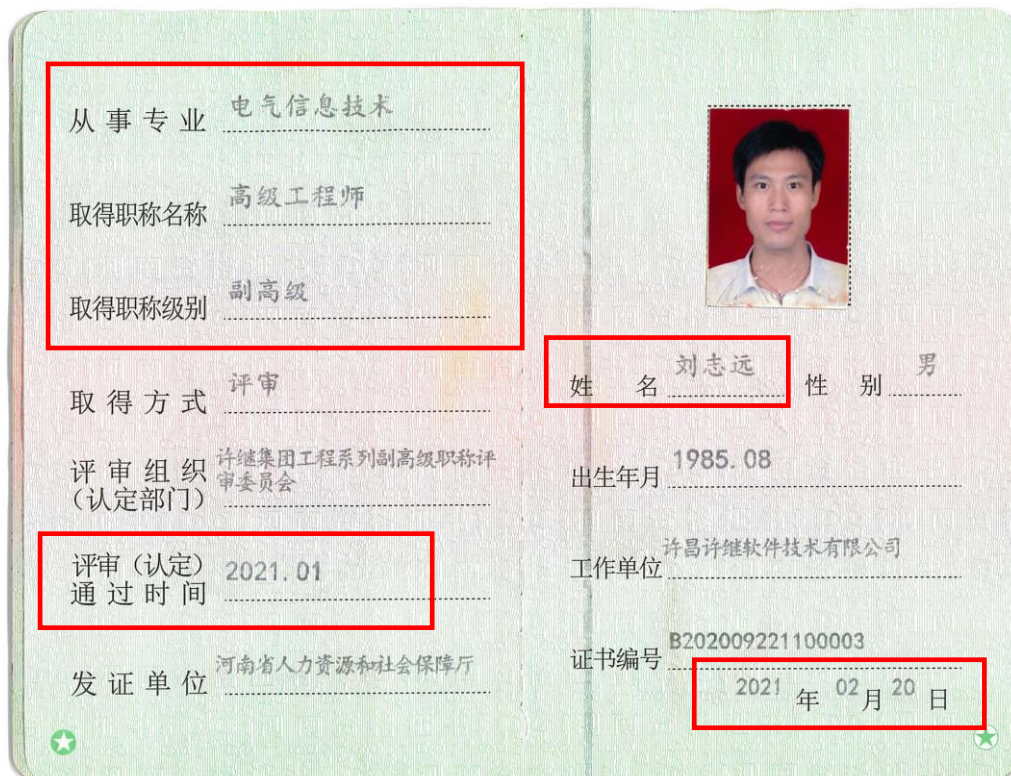 从事专业 电气信息技术
取得职称名称 高级工程师
取得职称级别 副高级
取得方式 评审
评审组织 许继集团工程系列副高级职称评
(认定部门) 审委员会
评审(认定)
通过时间 2021.01
发证单位 河南省人力资源和社会保障厅
姓名 刘志远 性别 男
出生年月 1985.08
工作单位 许昌许继软件技术有限公司
证书编号 B202009221100003
2021 年 02 月 20 日